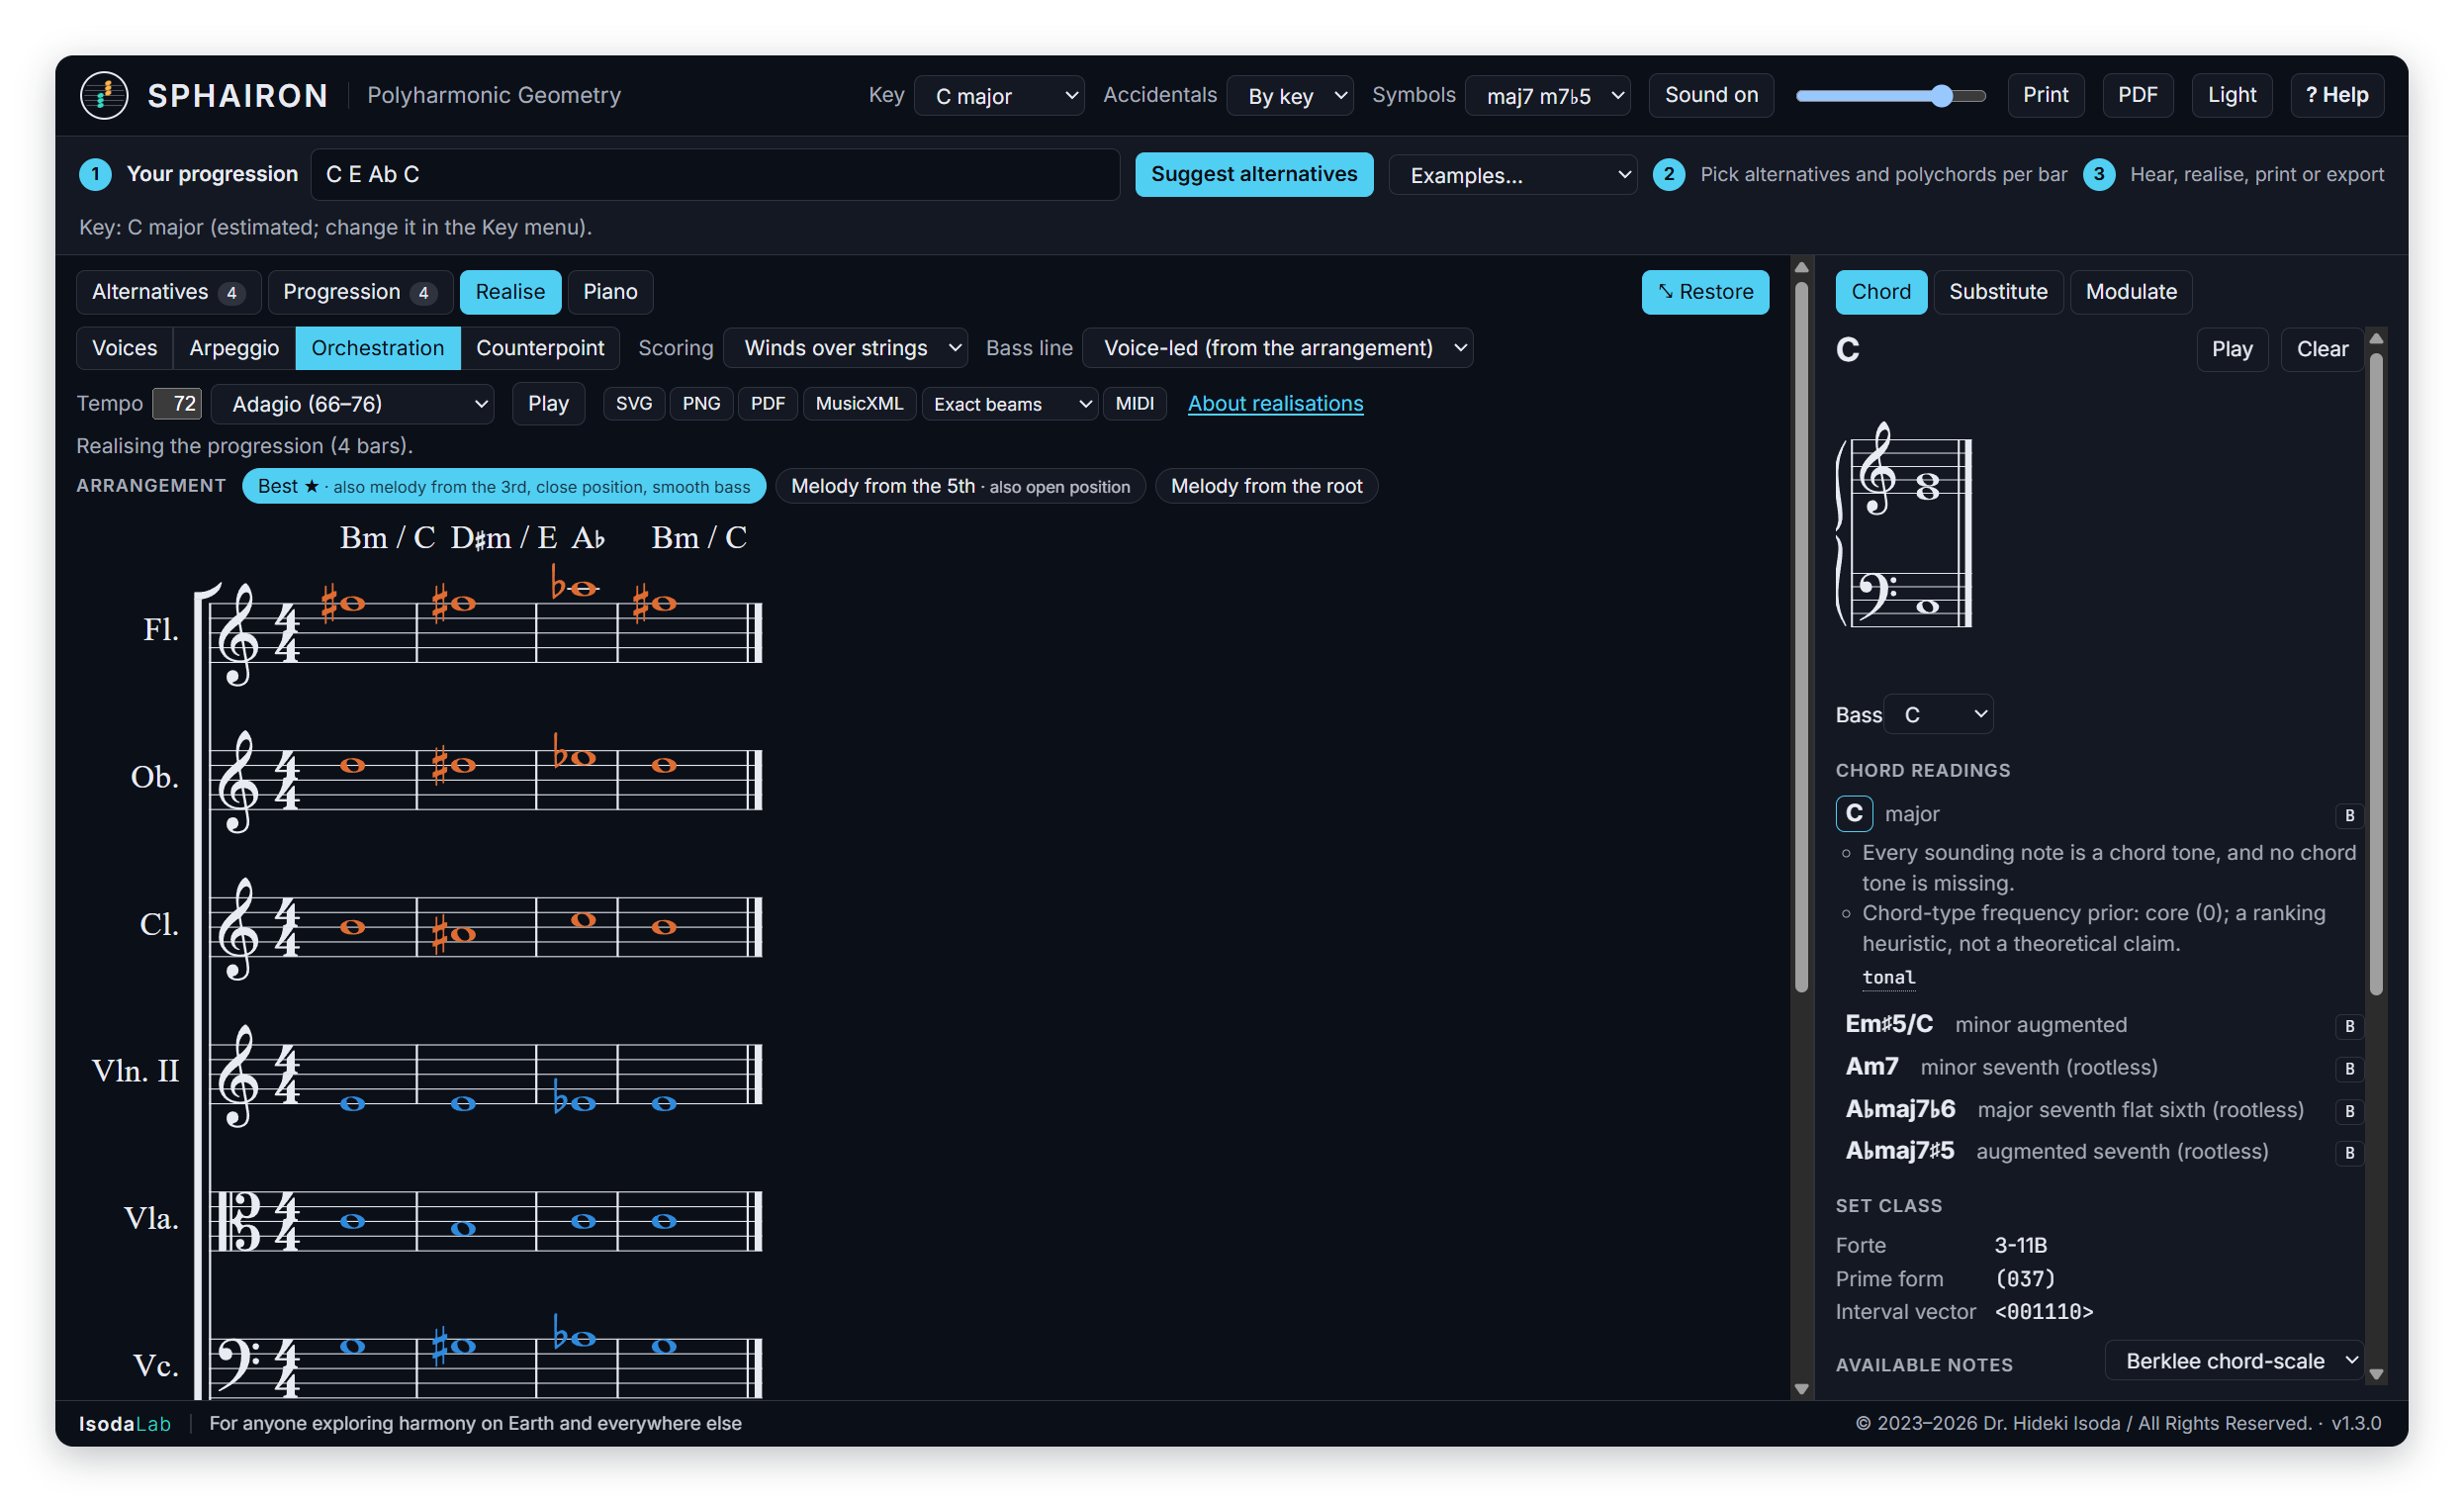 SPHAIRON Polyharmonic Geometry Key C major Accidentals By key Symbols maj7 m7♭5 Sound on Print PDF Light ? Help
1 Your progression C E Ab C Suggest alternatives Examples... 2 Pick alternatives and polychords per bar 3 Hear, realise, print or export
Key: C major (estimated; change it in the Key menu).
Alternatives 4 Progression 4 Realise Piano ⤡ Restore
Voices Arpeggio Orchestration Counterpoint Scoring Winds over strings Bass line Voice-led (from the arrangement)
Tempo 72 Adagio (66–76) Play SVG PNG PDF MusicXML Exact beams MIDI About realisations
Realising the progression (4 bars).
ARRANGEMENT Best ★ · also melody from the 3rd, close position, smooth bass Melody from the 5th · also open position Melody from the root
Bm / C D♯m / E A♭ Bm / C
Fl.
Ob.
Cl.
Vln. II
Vla.
Vc.
Chord Substitute Modulate
C Play Clear
Bass C
CHORD READINGS
C major B
Every sounding note is a chord tone, and no chord
tone is missing.
Chord-type frequency prior: core (0); a ranking
heuristic, not a theoretical claim.
tonal
Em♯5/C minor augmented B
Am7 minor seventh (rootless) B
A♭maj7♭6 major seventh flat sixth (rootless) B
A♭maj7♯5 augmented seventh (rootless) B
SET CLASS
Forte 3-11B
Prime form (037)
Interval vector <001110>
AVAILABLE NOTES Berklee chord-scale
IsodaLab For anyone exploring harmony on Earth and everywhere else © 2023–2026 Dr. Hideki Isoda / All Rights Reserved. · v1.3.0